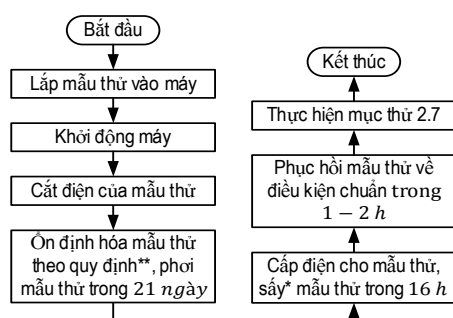 Bắt đầu
Lắp mẫu thử vào máy
Khởi động máy
Cắt điện của mẫu thử
Ổn định hóa mẫu thử
theo quy định**, phơi
mẫu thử trong 21 ngày
Cấp điện cho mẫu thử,
sấy* mẫu thử trong 16 h
Phục hồi mẫu thử về
điều kiện chuẩn trong
1 − 2 h
Thực hiện mục thử 2.7
Kết thúc